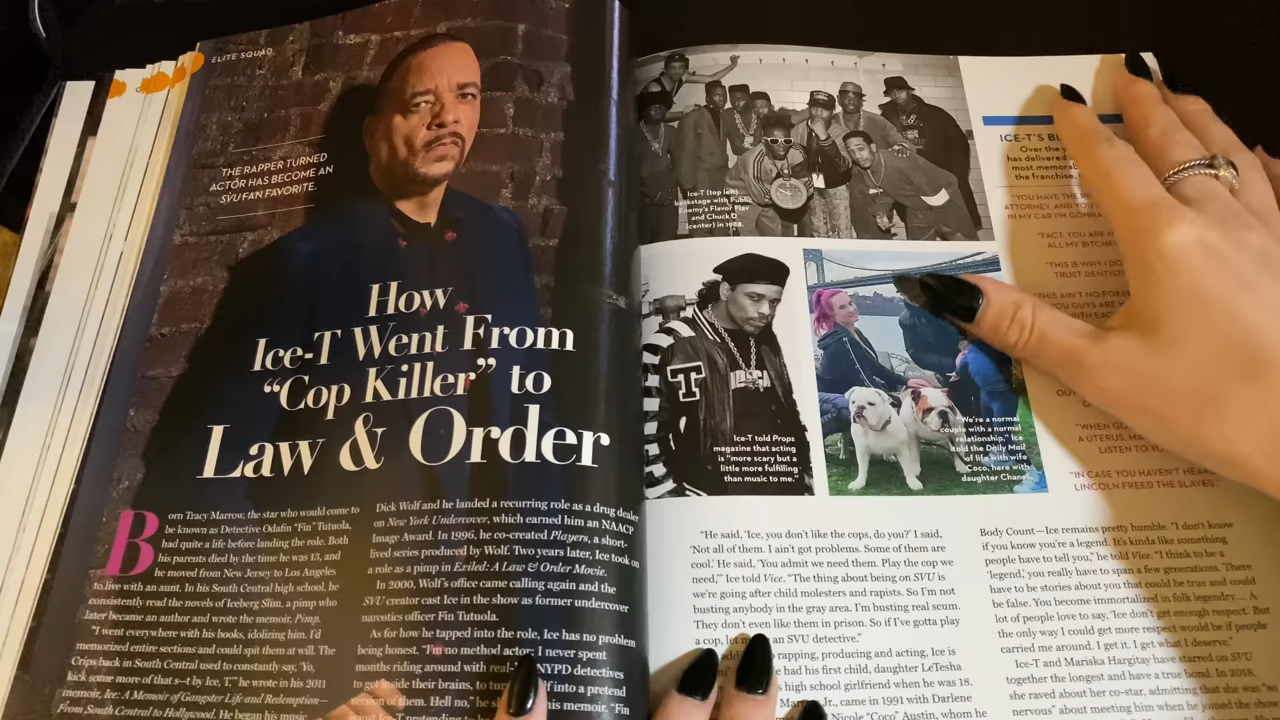 ELITE SQUAD
THE RAPPER TURNED
ACTOR HAS BECOME AN
SVU FAN FAVORITE.
How
Ice-T Went From
“Cop Killer” to
Law & Order
Born Tracy Marrow, the star who would come to
be known as Detective Odafin “Fin” Tutuola,
had quite a life before landing the role. Both
his parents died by the time he was 13, and
he moved from New Jersey to Los Angeles
to live with an aunt. In his South Central high school, he
consistently read the novels of Iceberg Slim, a pimp who
later became an author and wrote the memoir, Pimp.
“I went everywhere with his books, idolizing him. I’d
memorized entire sections and could spit them at will. The
Crips back in South Central used to constantly say, ‘Yo,
kick some more of that s—t by Ice, T,’” he wrote in his 2011
memoir, Ice: A Memoir of Gangster Life and Redemption—
From South Central to Hollywood. He began his music
Dick Wolf and he landed a recurring role as a drug dealer
on New York Undercover, which earned him an NAACP
Image Award. In 1996, he co-created Players, a short-
lived series produced by Wolf. Two years later, Ice took on
a role as a pimp in Exiled: A Law & Order Movie.
In 2000, Wolf’s office came calling again and the
SVU creator cast Ice in the show as former undercover
narcotics officer Fin Tutuola.
As for how he tapped into the role, Ice has no problem
being honest. “I’m no method actor; I never spent
months riding around with real- NYPD detectives
to get inside their brains, to turn self into a pretend
version of them. Hell no,” he s his memoir. “Fin
Ice-T pretending to
Ice-T (top left)
backstage with Public
Enemy’s Flavor Flav
and Chuck D
(center) in 1988.
Ice-T told Props
magazine that acting
is “more scary but a
little more fulfilling
than music to me.”
“We’re a normal
couple with a normal
relationship,” Ice
told the Daily Mail
of life with wife
Coco, here with
daughter Chanel.
ICE-T’S
Over the
has delivered
most
the franchise,
“YOU HAVE THE
ATTORNEY, AND
IN MY CAR I’M GONNA
“FACT: YOU ARE
ALL MY BITCHES
“THIS IS WHY I DO
TRUST DENTISTS
“THIS AIN’T NO POKER
YOU GUYS ARE
WITH
“WHEN
A UTERUS,
LISTEN TO
“IN CASE YOU HAVEN’T HEARD
LINCOLN FREED THE SLAVES.”
“He said, ‘Ice, you don’t like the cops, do you?’ I said,
‘Not all of them. I ain’t got problems. Some of them are
cool.’ He said, ‘You admit we need them. Play the cop we
need,’” Ice told Vice. “The thing about being on SVU is
we’re going after child molesters and rapists. So I’m not
busting anybody in the gray area. I’m busting real scum.
They don’t even like them in prison. So if I’ve gotta play
a cop, let me an SVU detective.”
rapping, producing and acting, Ice is
had his first child, daughter LeTesha
high school girlfriend when he was 18.
Jr., came in 1991 with Darlene
Nicole “Coco” Austin, whom he
Body Count—Ice remains pretty humble. “I don’t know
if you know you’re a legend. It’s kinda like something
people have to tell you,” he told Vice. “I think to be a
‘legend,’ you really have to span a few generations. There
have to be stories about you that could be true and could
be false. You become immortalized in folk legendry.... A
lot of people love to say, ‘Ice don’t get enough respect.’ But
the only way I could get more respect would be if people
carried me around. I get it. I get what I deserve.”
Ice-T and Mariska Hargitay have starred on SVU
together the longest and have a true bond. In 2018,
she raved about her co-star, admitting that she was “so
nervous” about meeting him when he joined the show